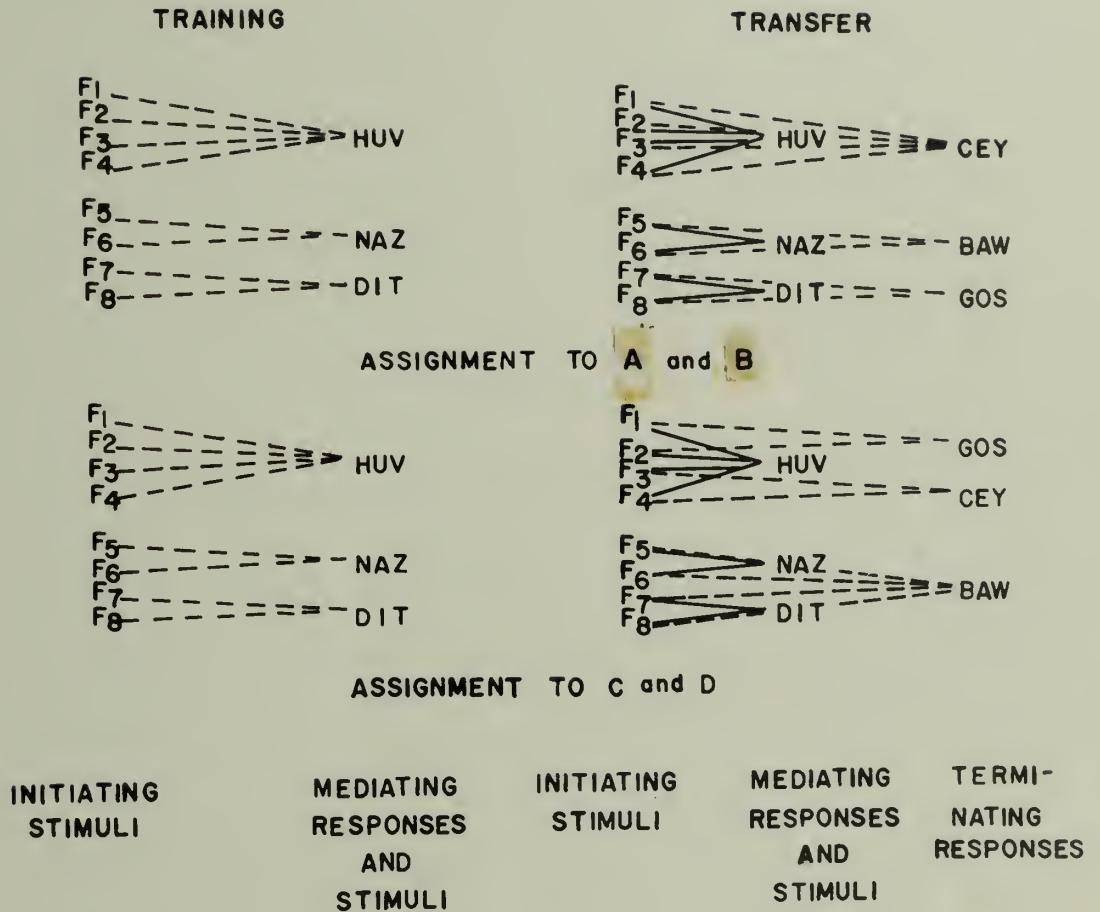 TRAINING TRANSFER
F1
F2
F3
F4
HUV
F5
F6
NAZ
F7
F8
DIT
F1
F2
F3
F4
HUV
CEY
F5
F6
NAZ
BAW
F7
F8
DIT
GOS
ASSIGNMENT TO A and B
F1
F2
F3
F4
HUV
F5
F6
NAZ
F7
F8
DIT
F1
F2
F3
F4
HUV
GOS
CEY
F5
F6
NAZ
F7
F8
DIT
BAW
ASSIGNMENT TO C and D
INITIATING
STIMULI
MEDIATING
RESPONSES
AND
STIMULI
INITIATING
STIMULI
MEDIATING
RESPONSES
AND
STIMULI
TERMI-
NATING
RESPONSES